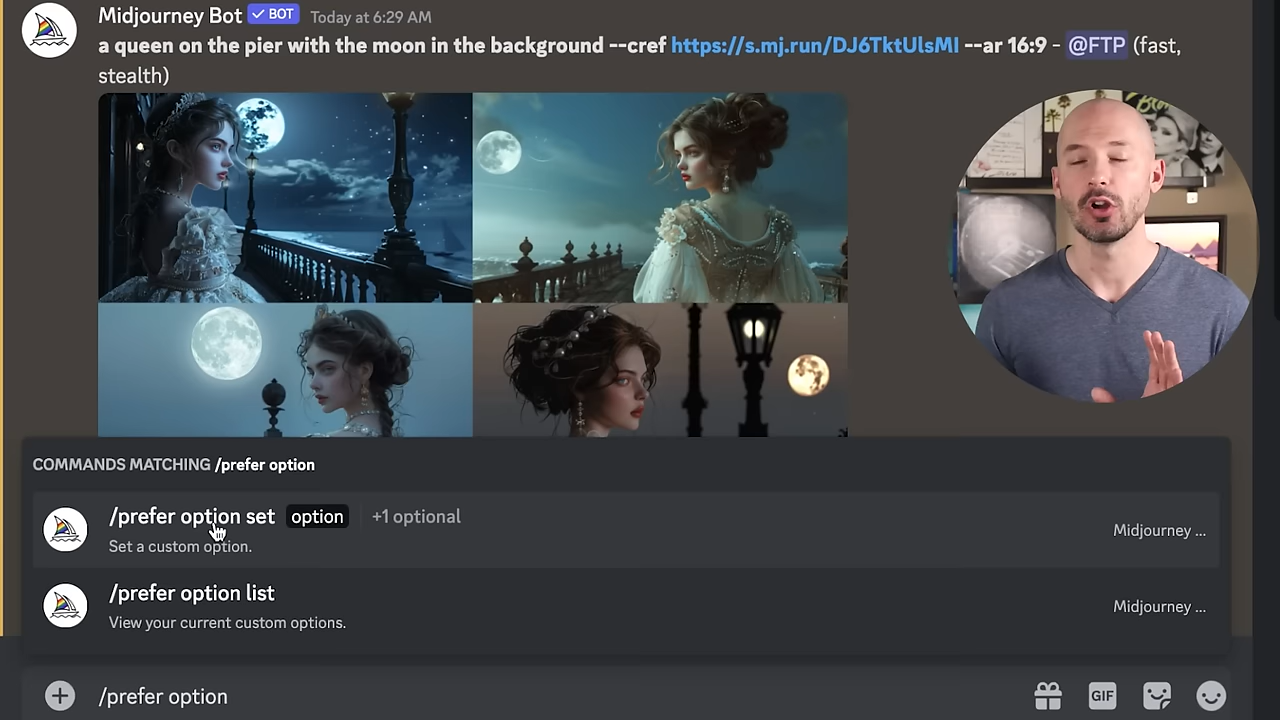 Midjourney Bot ✓ BOT Today at 6:29 AM
a queen on the pier with the moon in the background --cref https://s.mj.run/DJ6TktUlsMI --ar 16:9 - @FTP (fast,
stealth)
COMMANDS MATCHING /prefer option
/prefer option set option +1 optional
Set a custom option.
Midjourney ...
/prefer option list
View your current custom options.
Midjourney ...
/prefer option
GIF